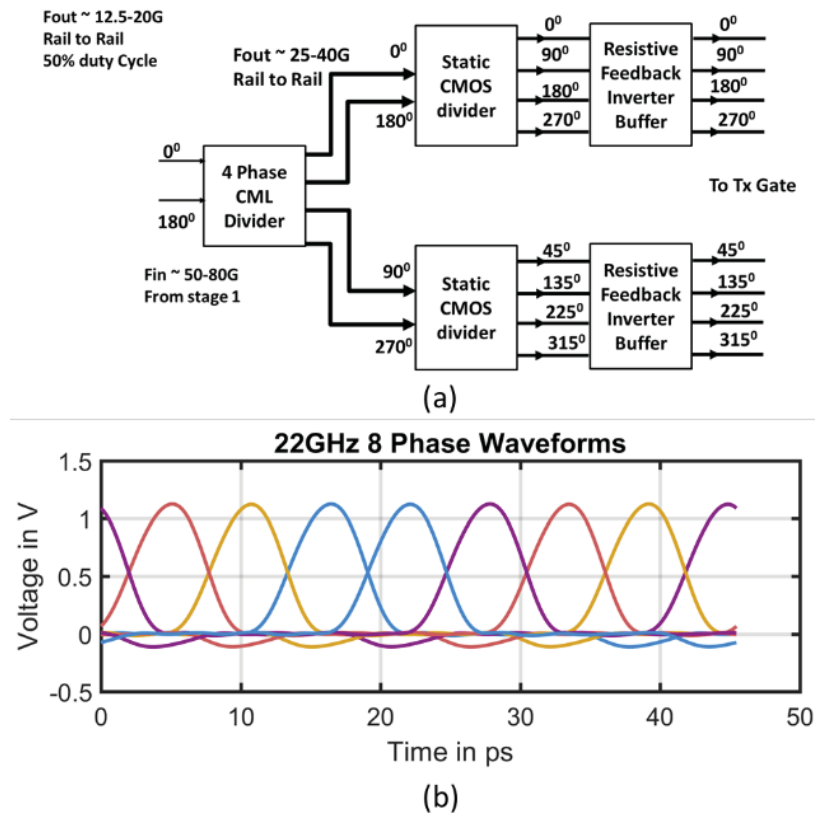 Fout ~ 12.5-20G
Rail to Rail
50% duty Cycle
Fout ~ 25-40G
Rail to Rail
0⁰
180⁰
4 Phase
CML
Divider
Fin ~ 50-80G
From stage 1
0⁰
180⁰
Static
CMOS
divider
0⁰
90⁰
180⁰
270⁰
Resistive
Feedback
Inverter
Buffer
0⁰
90⁰
180⁰
270⁰
To Tx Gate
90⁰
270⁰
Static
CMOS
divider
45⁰
135⁰
225⁰
315⁰
Resistive
Feedback
Inverter
Buffer
45⁰
135⁰
225⁰
315⁰
(a)
22GHz 8 Phase Waveforms
Voltage in V
1.5
1
0.5
0
-0.5
0 10 20 30 40 50
Time in ps
(b)